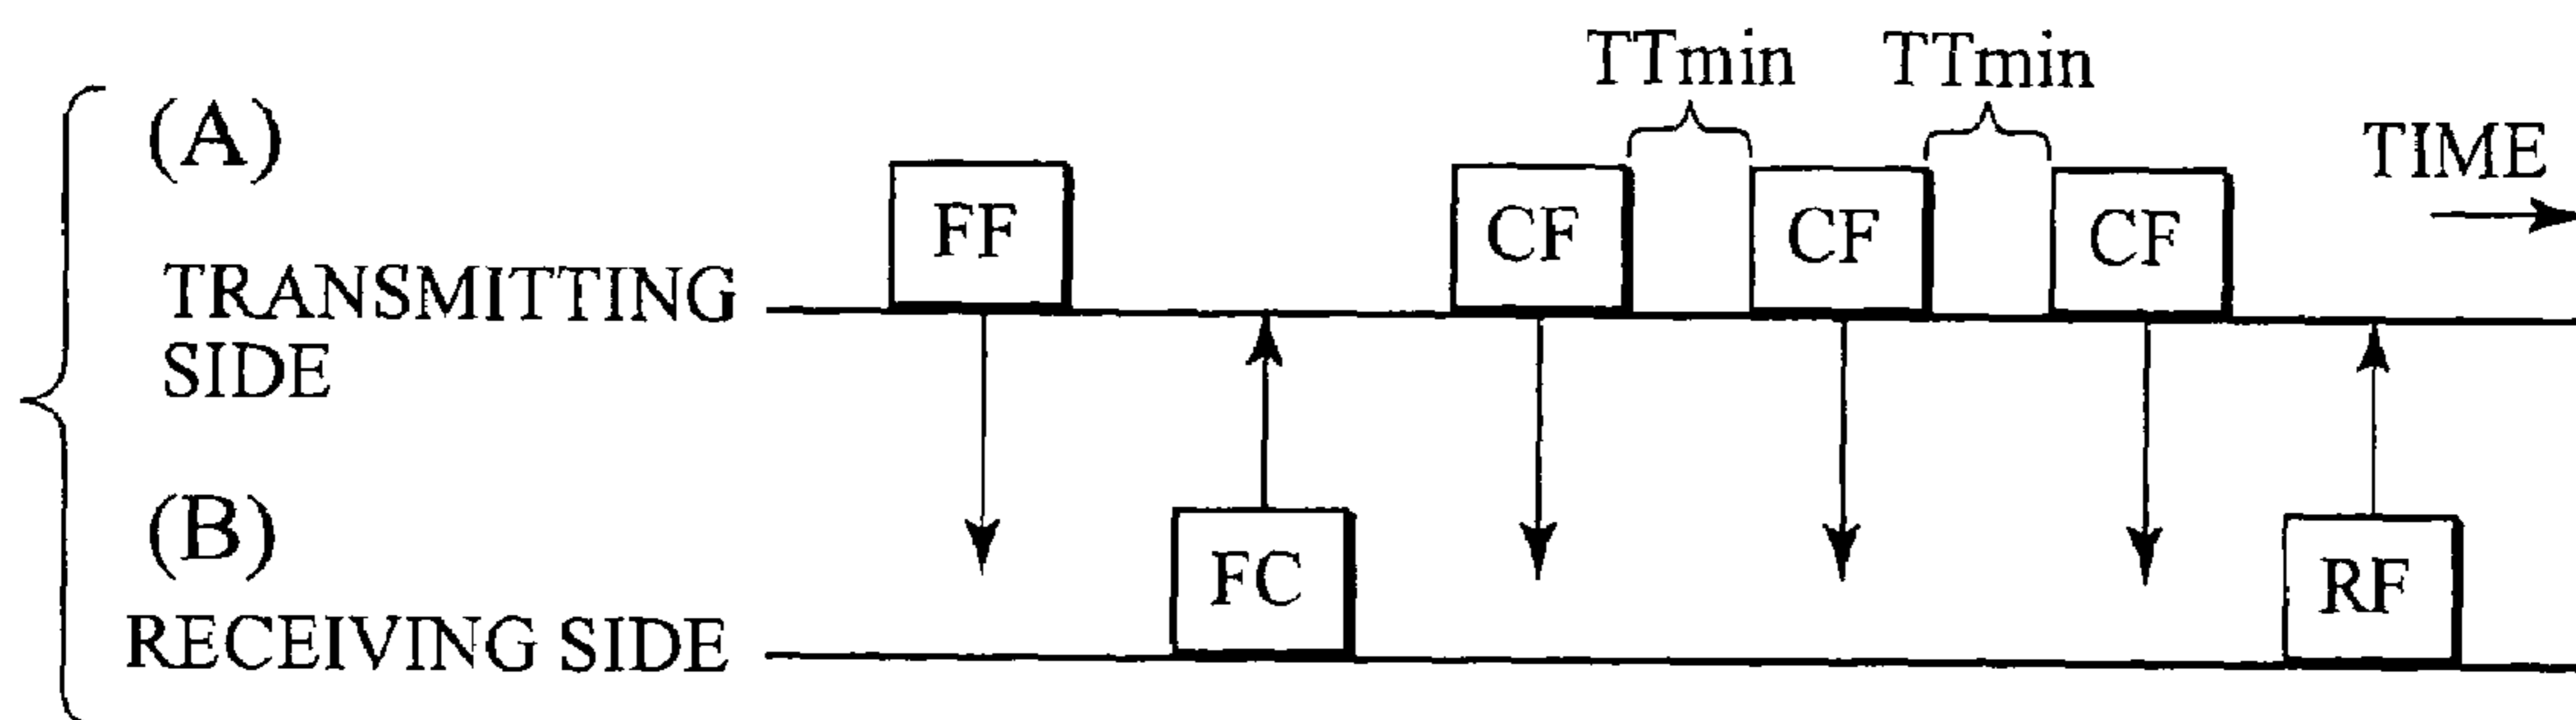 TTmin TTmin
(A)
TIME
FF CF CF CF
TRANSMITTING
SIDE
(B)
FC RF
RECEIVING SIDE